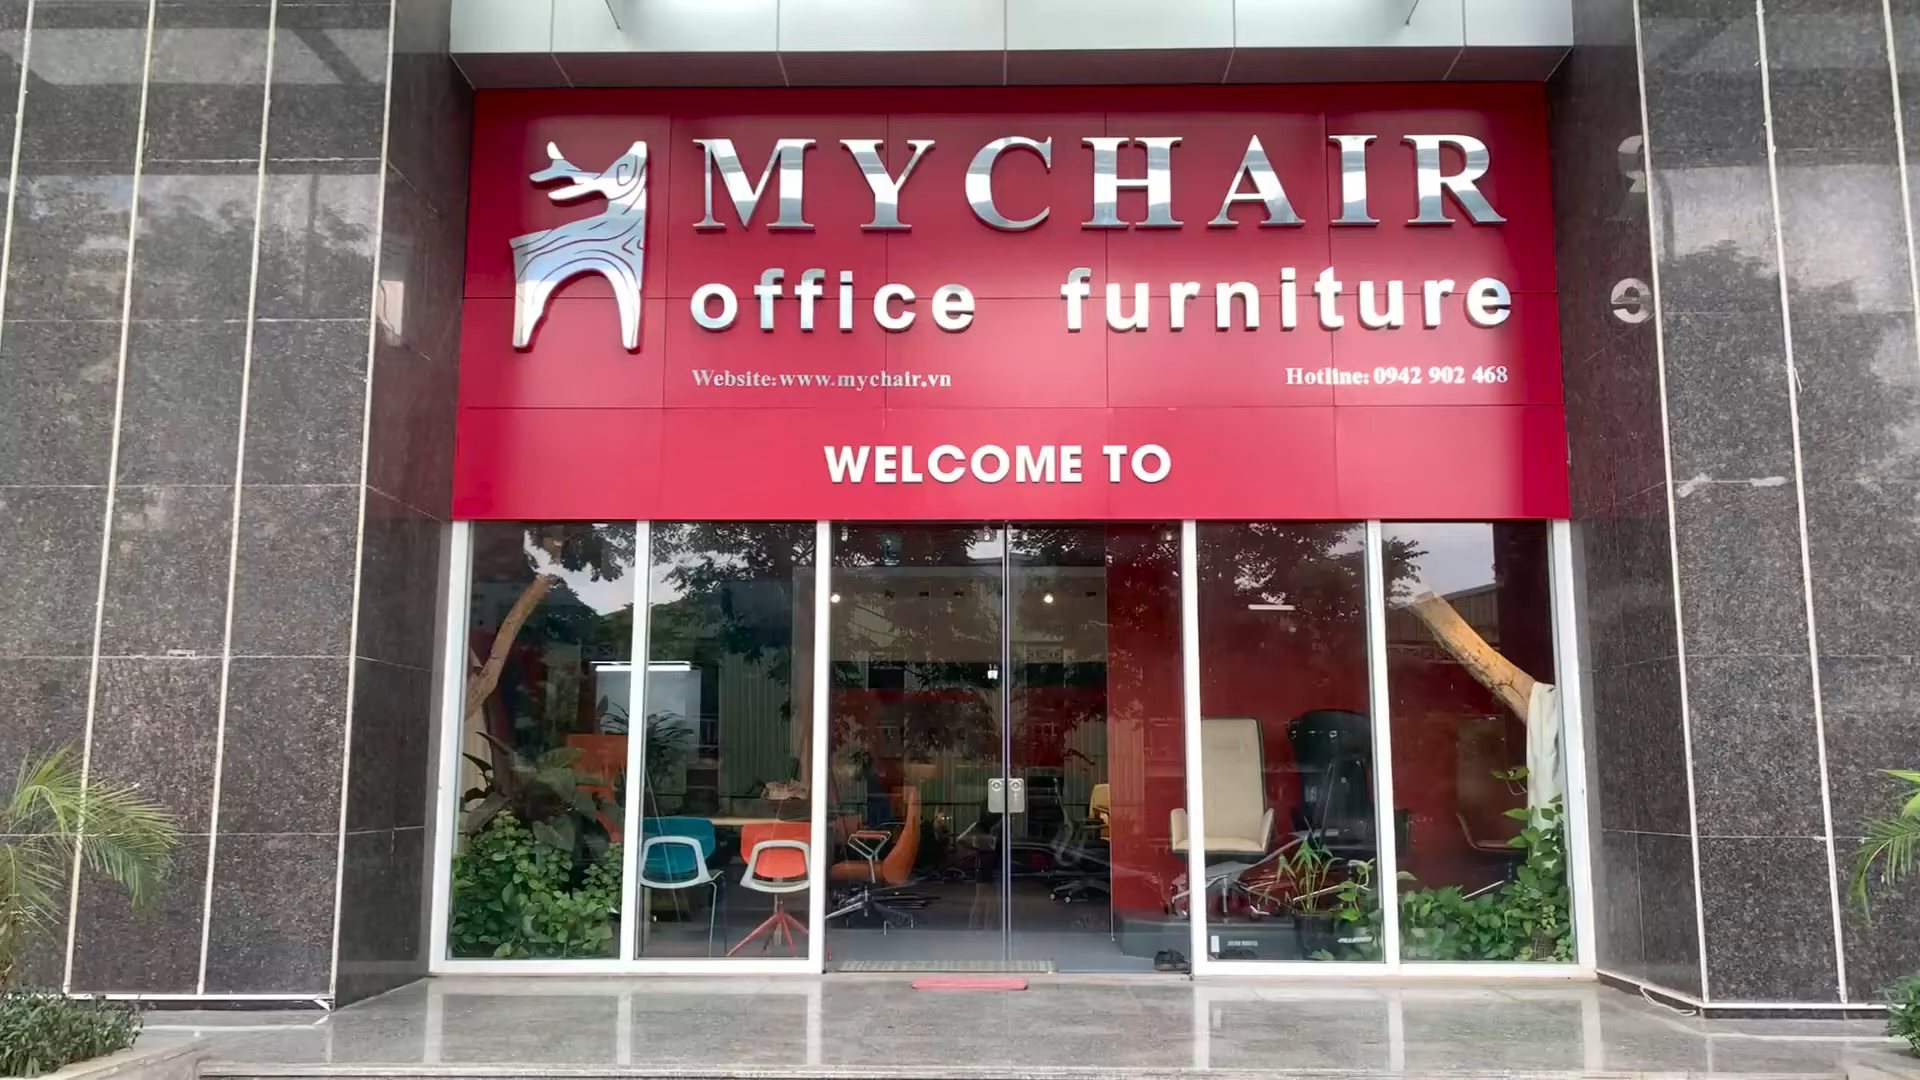 MYCHAIR
office furniture
Website:www.mychair.vn
Hotline: 0942 902 468
WELCOME TO